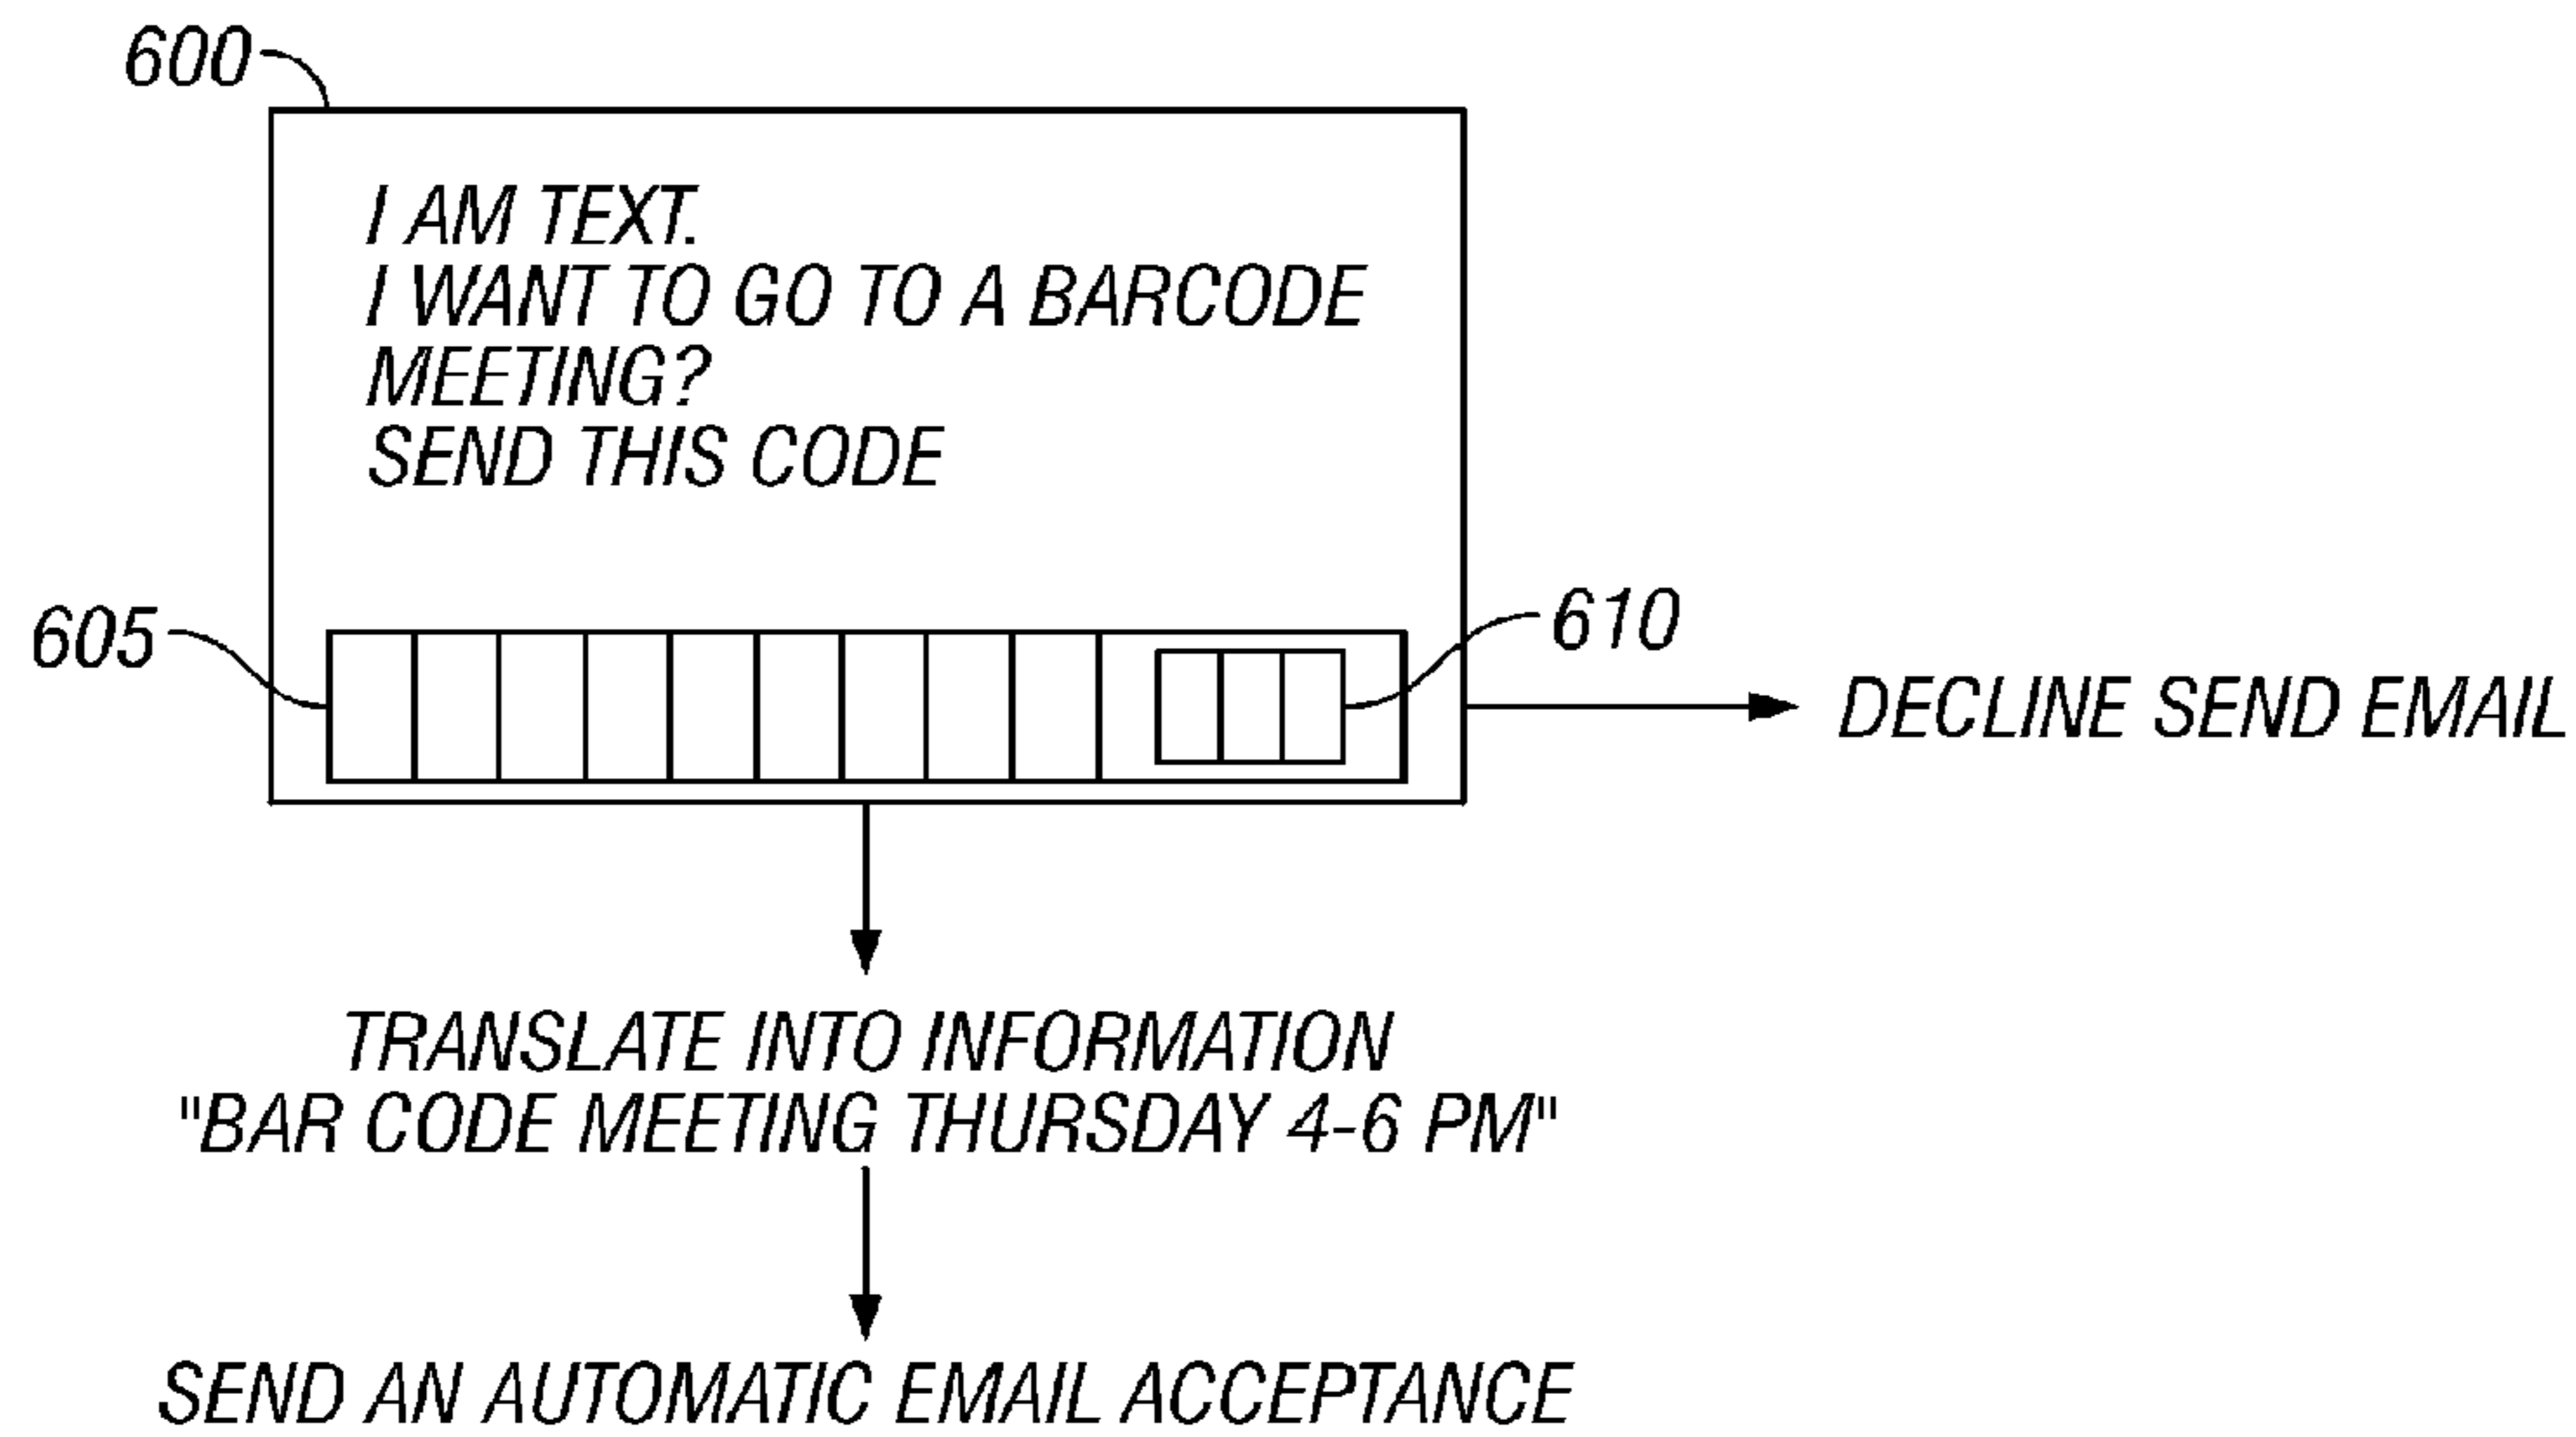 600
I AM TEXT.
I WANT TO GO TO A BARCODE
MEETING?
SEND THIS CODE
605
610
DECLINE SEND EMAIL
TRANSLATE INTO INFORMATION
"BAR CODE MEETING THURSDAY 4-6 PM"
SEND AN AUTOMATIC EMAIL ACCEPTANCE